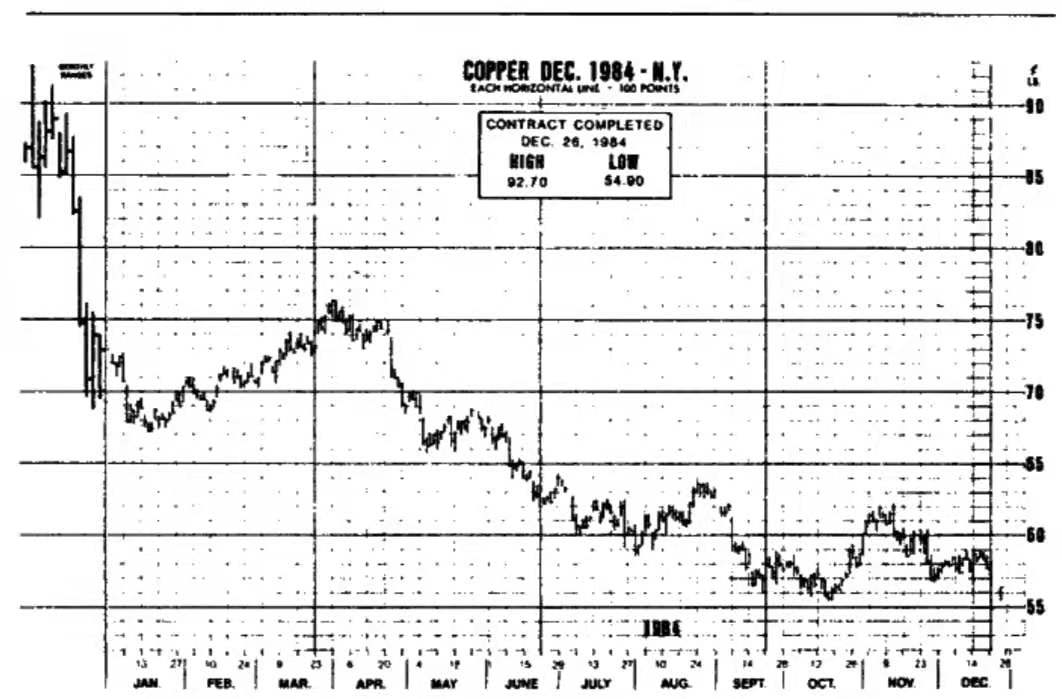 MONTHLY
RANGES
COPPER DEC. 1984 - N.Y.
EACH HORIZONTAL LINE - 100 POINTS
¢
LB.
CONTRACT COMPLETED
DEC. 26, 1984
HIGH LOW
92.70 54.90
90
85
80
75
70
65
60
55
1984
13 27 10 24 9 23 6 20 4 18 1 15 29 13 27 10 24 14 28 12 26 9 23 14 28
JAN. FEB. MAR. APR. MAY JUNE JULY AUG. SEPT. OCT. NOV. DEC.